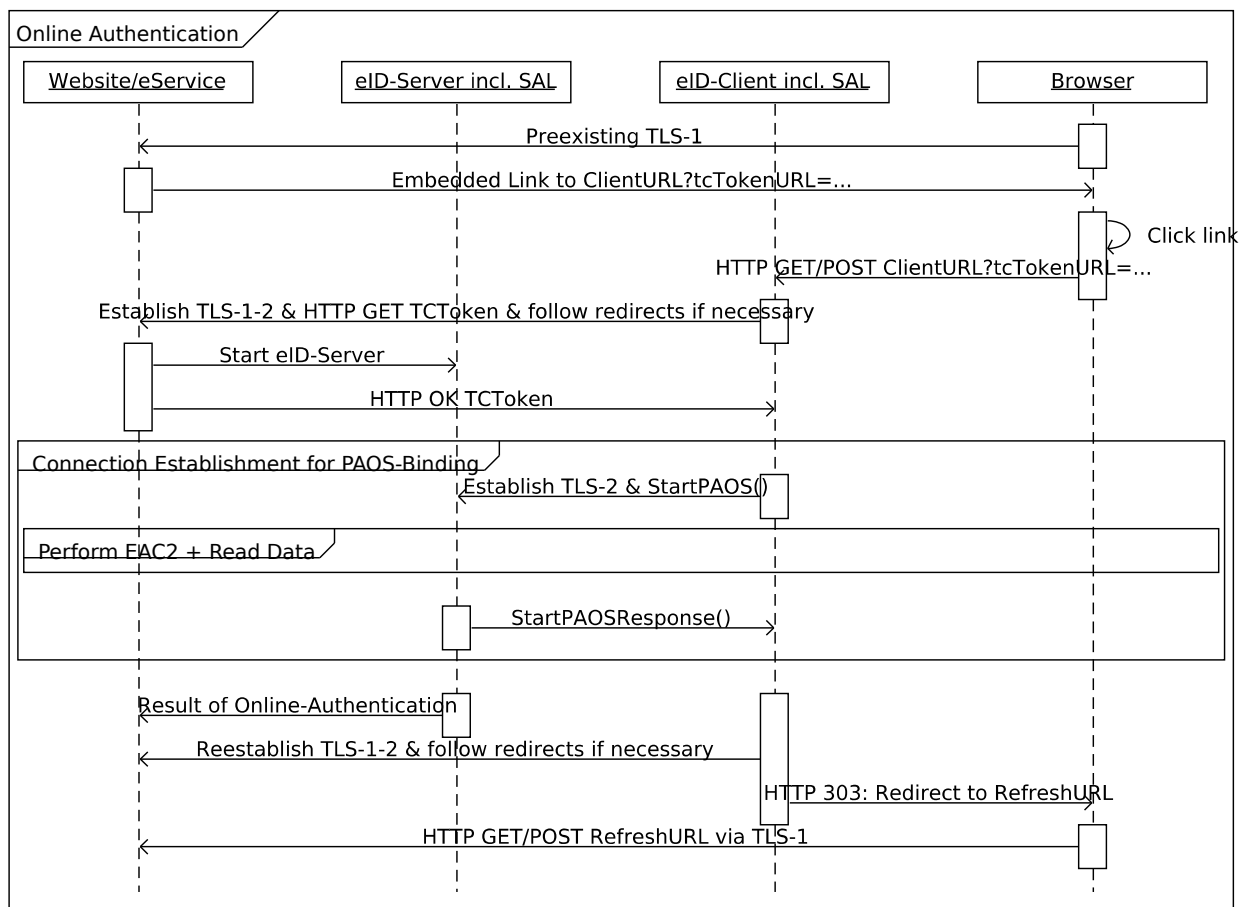 Online Authentication
Website/eService
eID-Server incl. SAL
eID-Client incl. SAL
Browser
Preexisting TLS-1
Embedded Link to ClientURL?tcTokenURL=...
Click link
HTTP GET/POST ClientURL?tcTokenURL=...
Establish TLS-1-2 & HTTP GET TCToken & follow redirects if necessary
Start eID-Server
HTTP OK TCToken
Connection Establishment for PAOS-Binding
Establish TLS-2 & StartPAOS()
Perform EAC2 + Read Data
StartPAOSResponse()
Result of Online-Authentication
Reestablish TLS-1-2 & follow redirects if necessary
HTTP 303: Redirect to RefreshURL
HTTP GET/POST RefreshURL via TLS-1